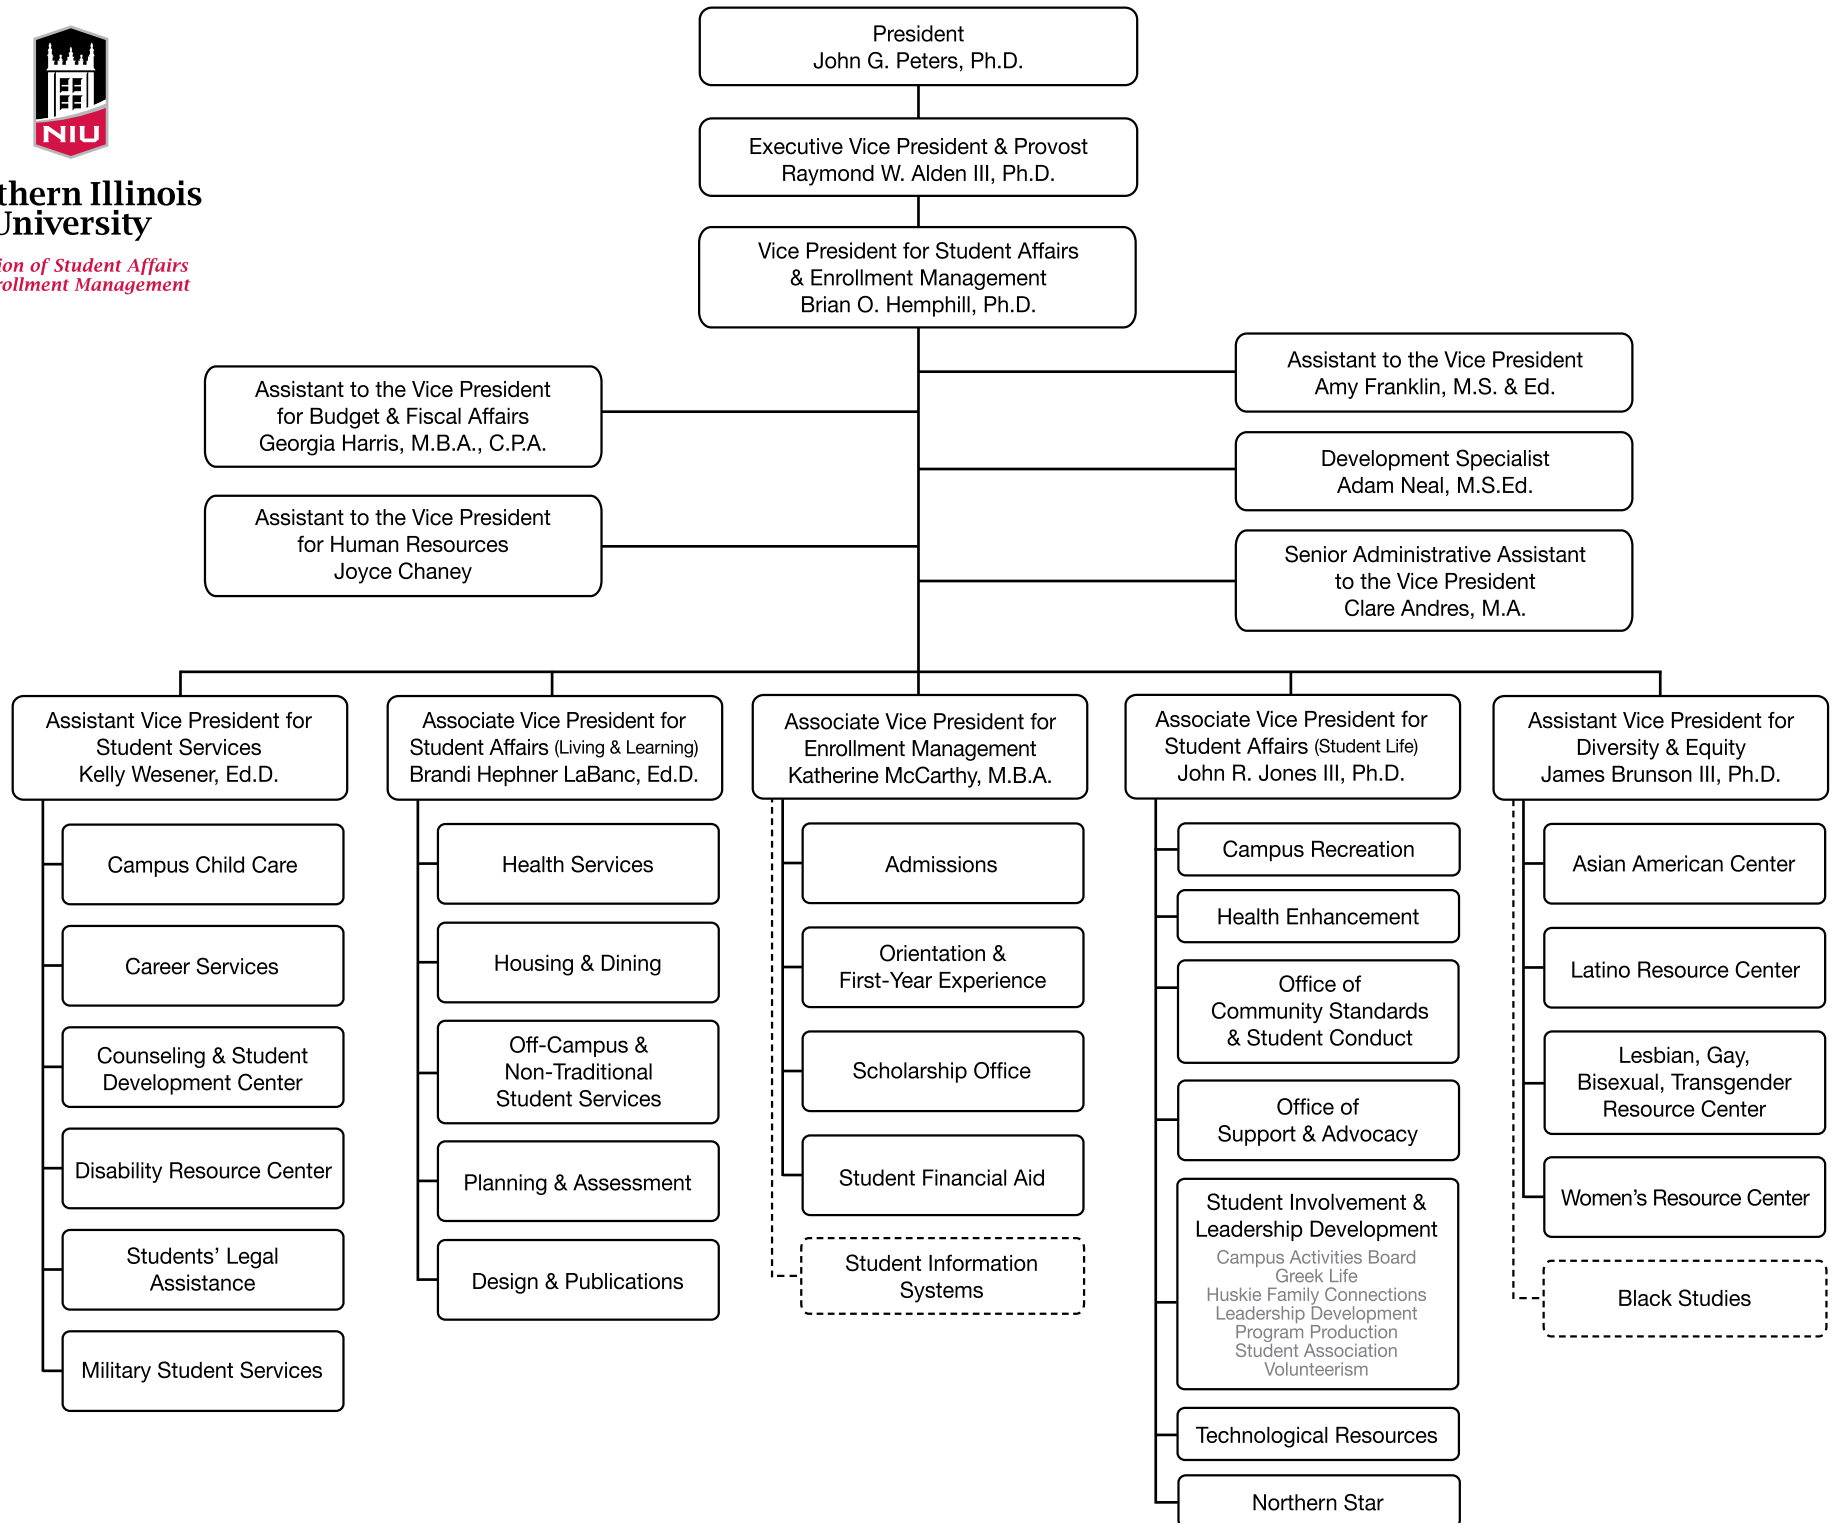 NIU
thern Illinois
University
ion of Student Affairs
rollment Management
President
John G. Peters, Ph.D.
Executive Vice President & Provost
Raymond W. Alden III, Ph.D.
Vice President for Student Affairs
& Enrollment Management
Brian O. Hemphill, Ph.D.
Assistant to the Vice President
for Budget & Fiscal Affairs
Georgia Harris, M.B.A., C.P.A.
Assistant to the Vice President
for Human Resources
Joyce Chaney
Assistant to the Vice President
Amy Franklin, M.S. & Ed.
Development Specialist
Adam Neal, M.S.Ed.
Senior Administrative Assistant
to the Vice President
Clare Andres, M.A.
Assistant Vice President for
Student Services
Kelly Wesener, Ed.D.
Campus Child Care
Career Services
Counseling & Student
Development Center
Disability Resource Center
Students' Legal
Assistance
Military Student Services
Associate Vice President for
Student Affairs (Living & Learning)
Brandi Hephner LaBanc, Ed.D.
Health Services
Housing & Dining
Off-Campus &
Non-Traditional
Student Services
Planning & Assessment
Design & Publications
Associate Vice President for
Enrollment Management
Katherine McCarthy, M.B.A.
Admissions
Orientation &
First-Year Experience
Scholarship Office
Student Financial Aid
Student Information
Systems
Associate Vice President for
Student Affairs (Student Life)
John R. Jones III, Ph.D.
Campus Recreation
Health Enhancement
Office of
Community Standards
& Student Conduct
Office of
Support & Advocacy
Student Involvement &
Leadership Development
Campus Activities Board
Greek Life
Huskie Family Connections
Leadership Development
Program Production
Student Association
Volunteerism
Technological Resources
Northern Star
Assistant Vice President for
Diversity & Equity
James Brunson III, Ph.D.
Asian American Center
Latino Resource Center
Lesbian, Gay,
Bisexual, Transgender
Resource Center
Women's Resource Center
Black Studies